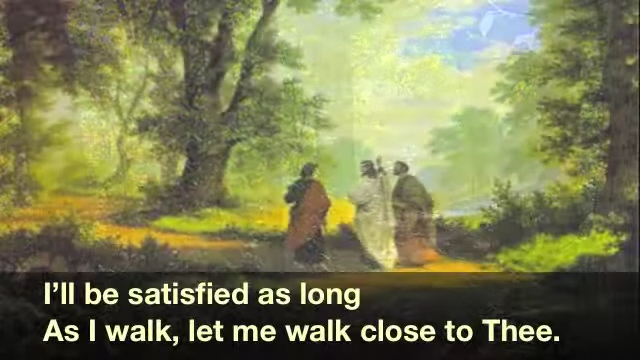 I’ll be satisfied as long
As I walk, let me walk close to Thee.